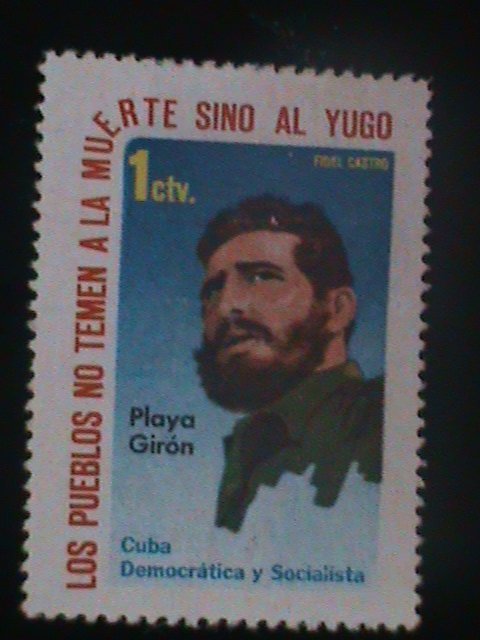 LOS PUEBLOS NO TEMEN A LA MUERTE SINO AL YUGO
FIDEL CASTRO
1ctv.
Playa
Girón
Cuba
Democrática y Socialista